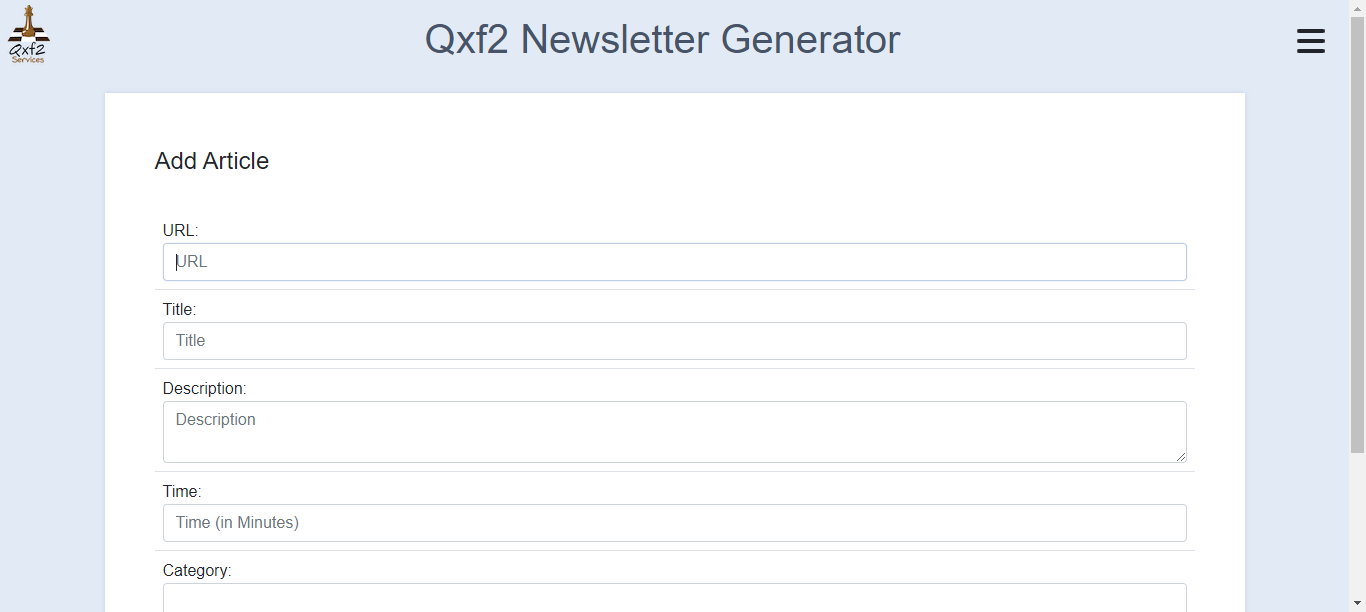 Qxf2
Services
Qxf2 Newsletter Generator
Add Article
URL:
URL
Title:
Title
Description:
Description
Time:
Time (in Minutes)
Category: